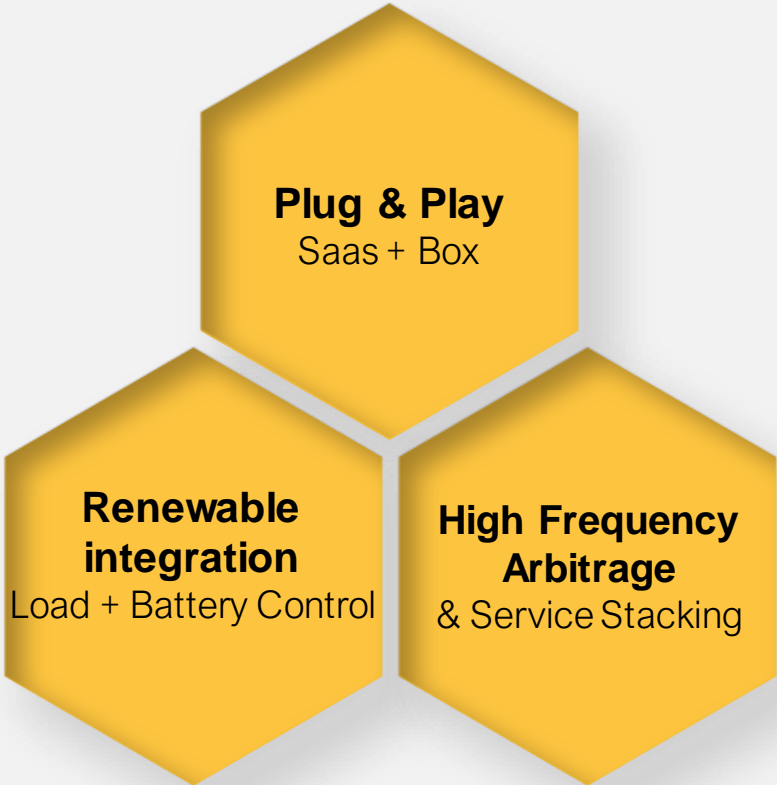 Plug & Play
Saas + Box
Renewable
integration
Load + Battery Control
High Frequency
Arbitrage
& Service Stacking